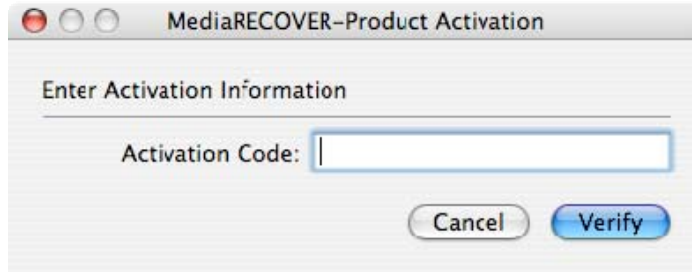 MediaRECOVER-Product Activation
Enter Activation Information
Activation Code:
Cancel
Verify